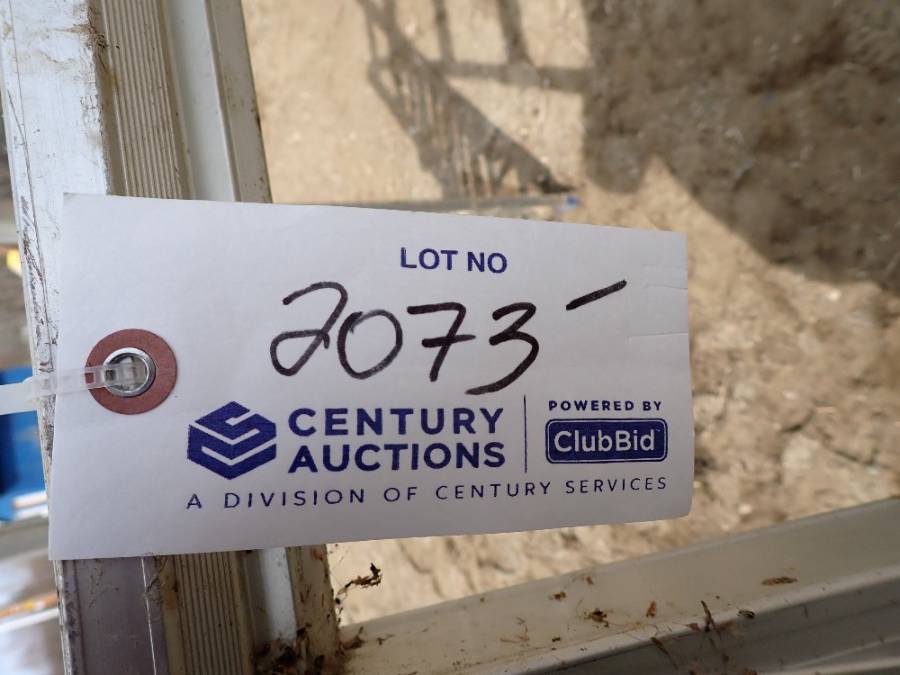 LOT NO
2073-
CENTURY
AUCTIONS
POWERED BY
ClubBid
A DIVISION OF CENTURY SERVICES